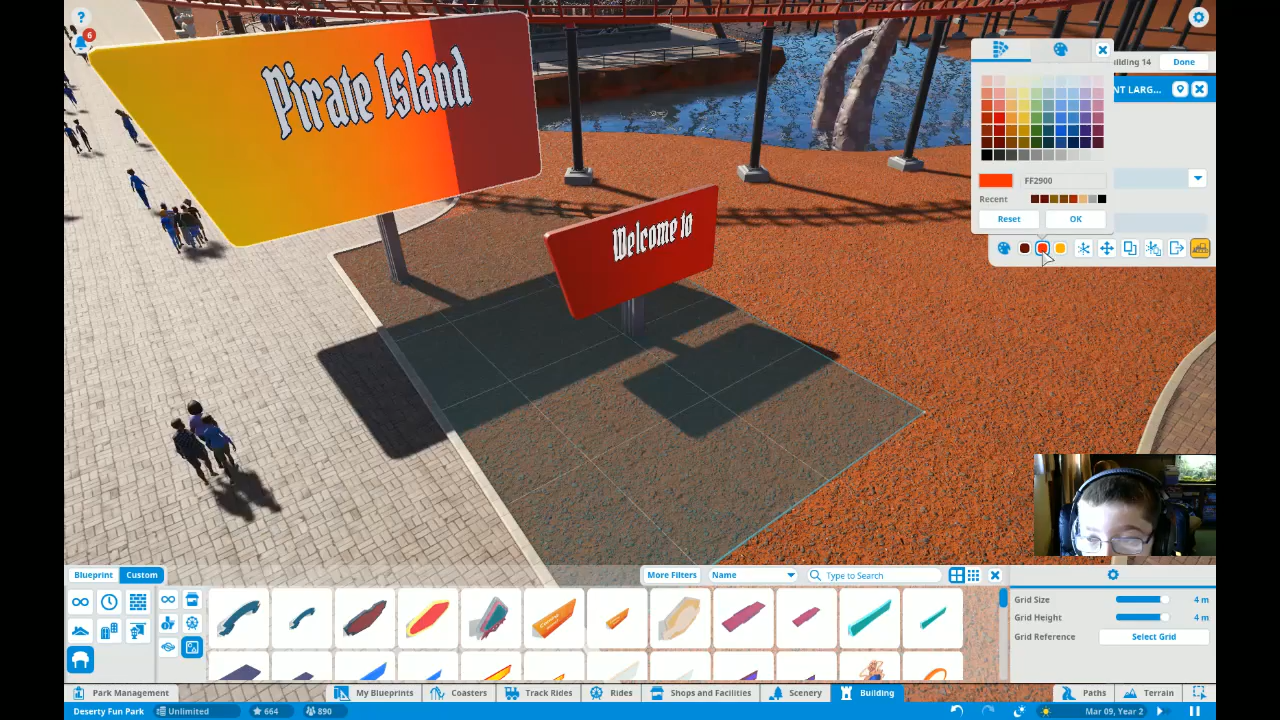 ?
6
Pirate Island
Welcome to
uilding 14
Done
NT LARG...
FF2900
Recent
Reset
OK
Blueprint
Custom
More Filters
Name
Type to Search
Grid Size
4 m
Grid Height
4 m
Grid Reference
Select Grid
Park Management
My Blueprints
Coasters
Track Rides
Rides
Shops and Facilities
Scenery
Building
Paths
Terrain
Deserty Fun Park
Unlimited
664
890
Mar 09, Year 2